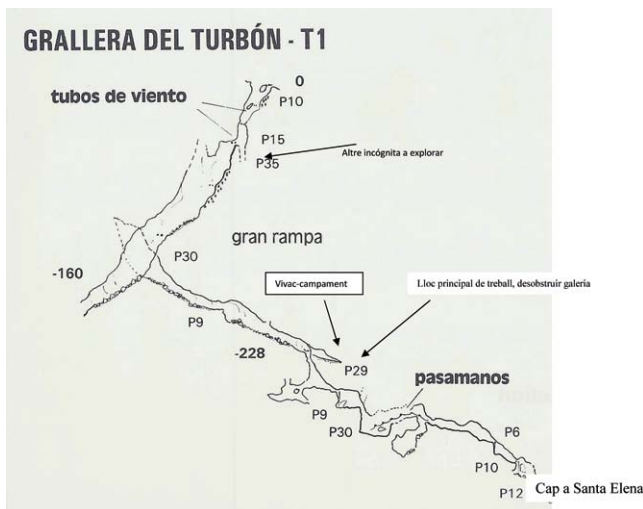 GRALLERA DEL TURBÓN - T1
0
tubos de viento
P10
P15
Altre incógnita a explorar
P35
gran rampa
P30
-160
Vivac-campament
Lloc principal de treball, desobstruir galeria
P9
-228
P29
pasamanos
P9
P30
P6
P10
P12
Cap a Santa Elena